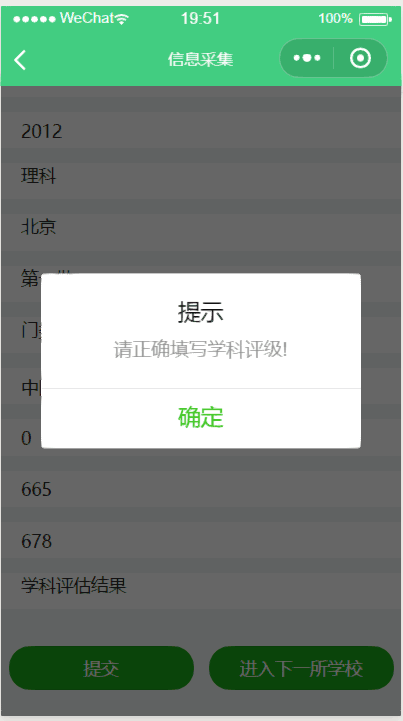 WeChat 19:51 100%
信息采集
2012
理科
北京
提示
请正确填写学科评级!
确定
0
665
678
学科评估结果
提交 进入下一所学校